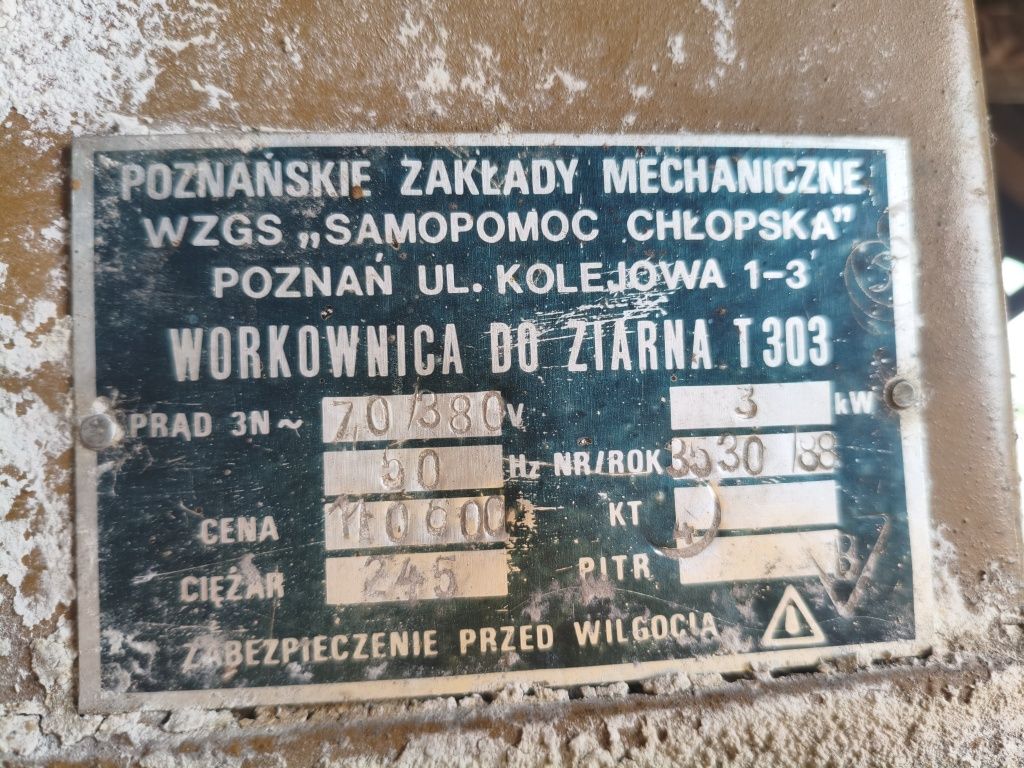 POZNAŃSKIE ZAKŁADY MECHANICZNE
WZGS „SAMOPOMOC CHŁOPSKA”
POZNAŃ UL. KOLEJOWA 1-3
WORKOWNICA DO ZIARNA T303
PRĄD 3N~ /380 V 3 kW
50 Hz NR/ROK 3530/88
CENA KT 4
CIĘŻAR 245 PITR B
ZABEZPIECZENIE PRZED WILGOCIĄ